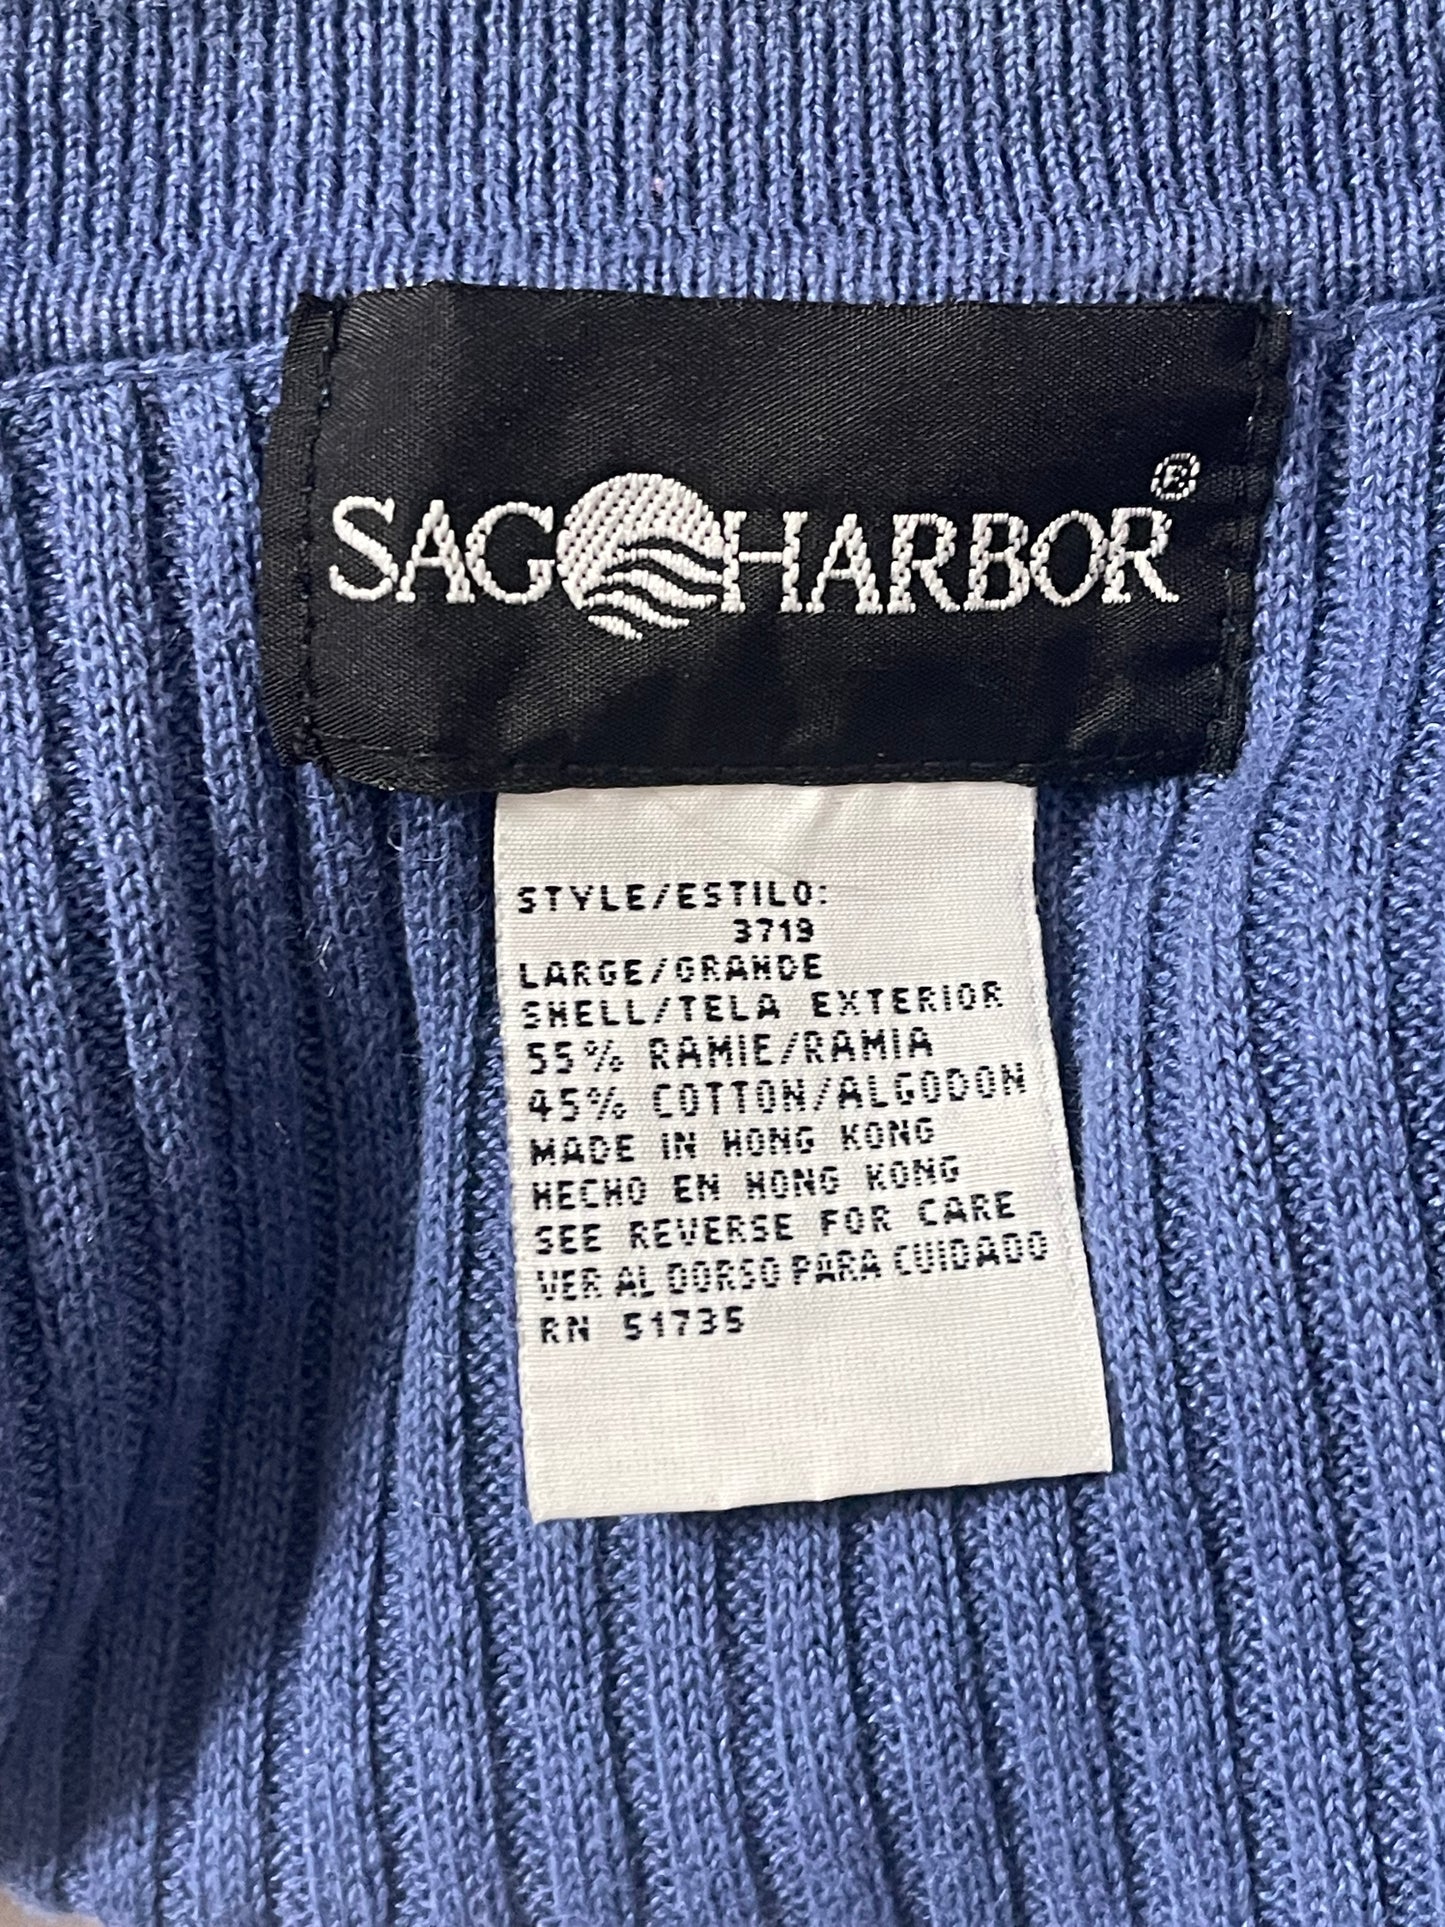 SAG HARBOR®
STYLE/ESTILO:
3719
LARGE/GRANDE
SHELL/TELA EXTERIOR
55% RAMIE/RAMIA
45% COTTON/ALGODON
MADE IN HONG KONG
HECHO EN HONG KONG
SEE REVERSE FOR CARE
VER AL DORSO PARA CUIDADO
RN 51735